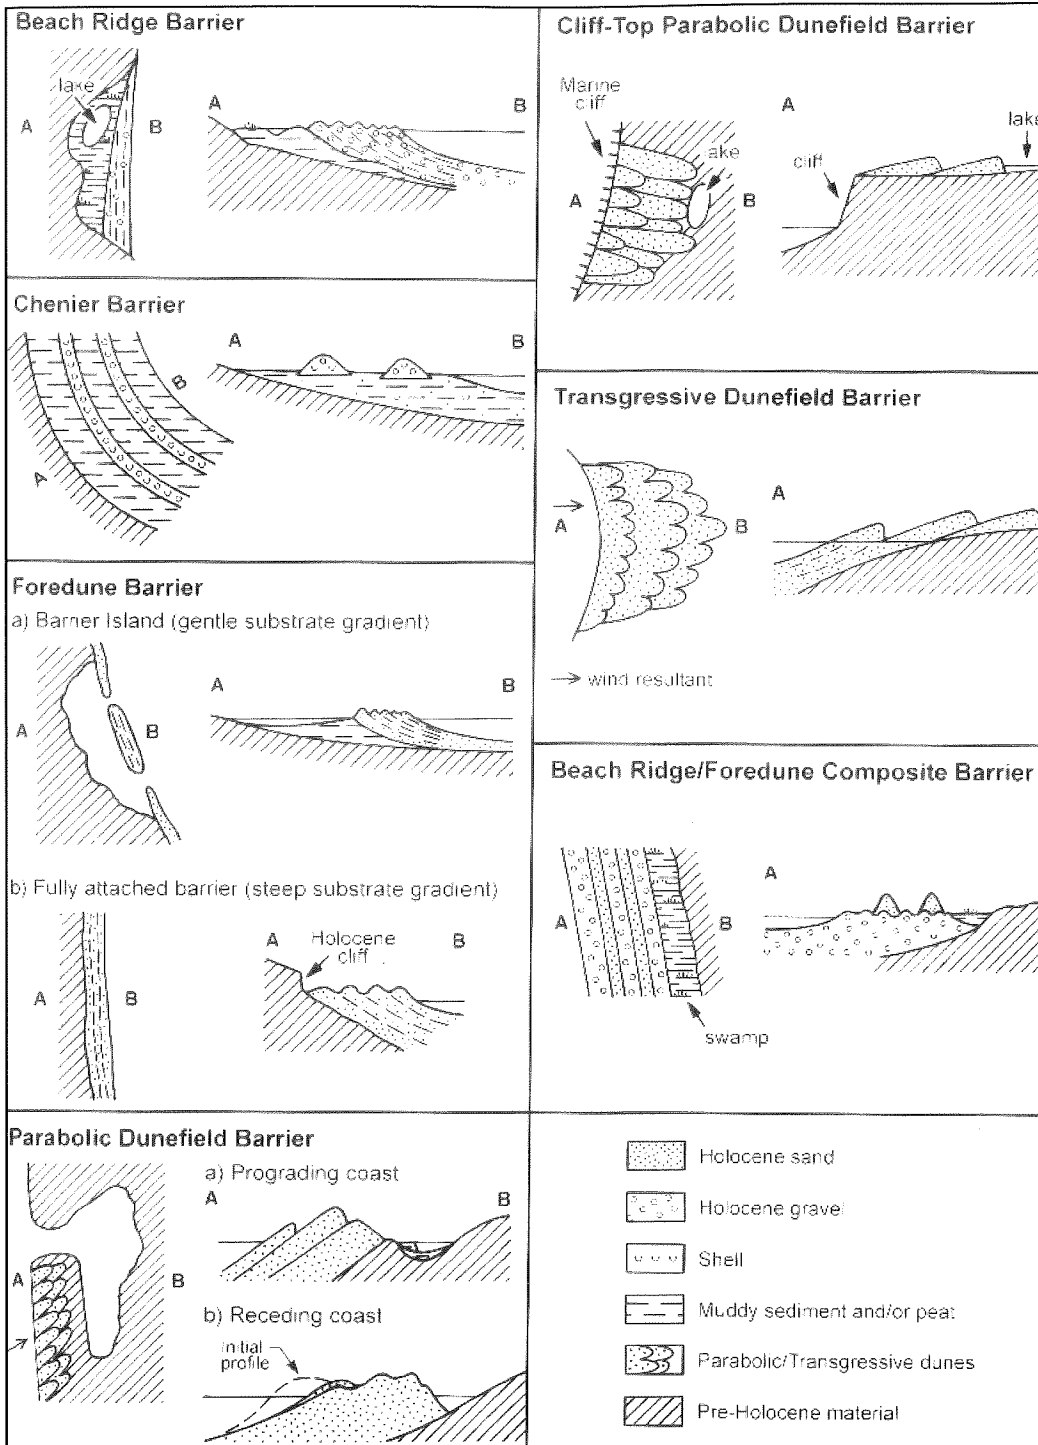 Beach Ridge Barrier
lake
A
B
A
B
Chenier Barrier
A
B
A
B
Foredune Barrier
a) Barrier Island (gentle substrate gradient)
A
B
A
B
b) Fully attached barrier (steep substrate gradient)
A
B
A
Holocene
cliff
B
Parabolic Dunefield Barrier
A
B
a) Prograding coast
A
B
b) Receding coast
initial
profile
Cliff-Top Parabolic Dunefield Barrier
Marine
cliff
A
ake
B
A
cliff
lake
Transgressive Dunefield Barrier
A
B
A
wind resultant
Beach Ridge/Foredune Composite Barrier
A
B
swamp
A
Holocene sand
Holocene gravel
Shell
Muddy sediment and/or peat
Parabolic/Transgressive dunes
Pre-Holocene material